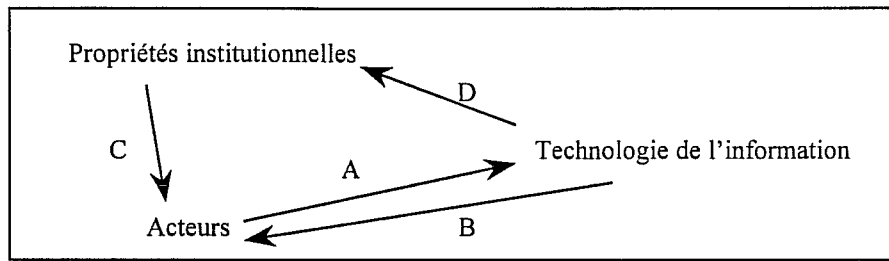 Propriétés institutionnelles
D
C
Technologie de l'information
A
Acteurs
B